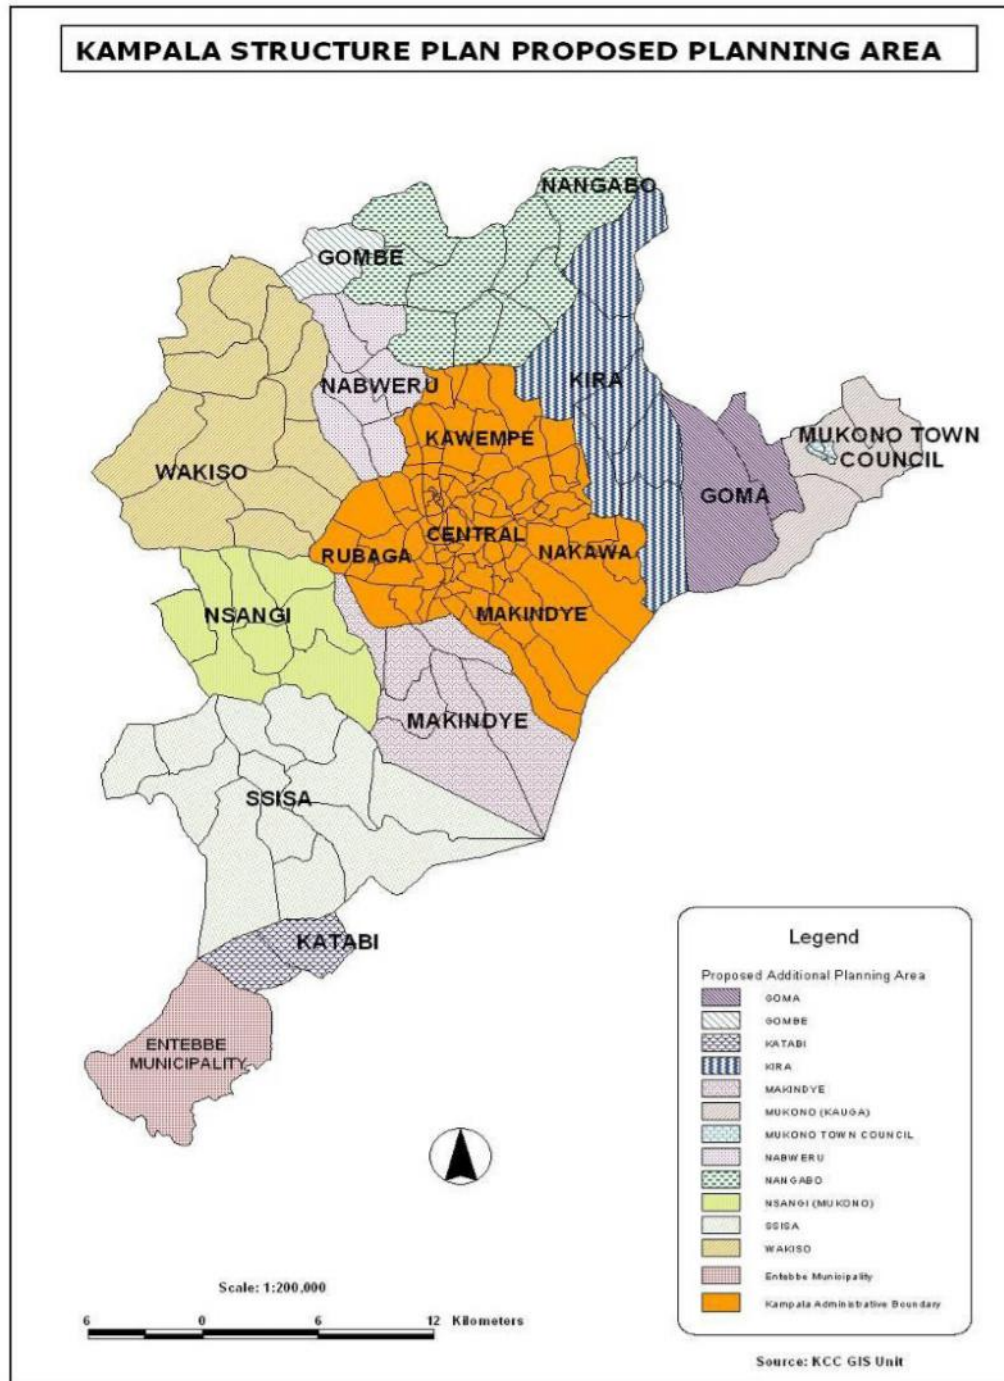 KAMPALA STRUCTURE PLAN PROPOSED PLANNING AREA
NANGABO
GOMBE
NABWERU
KIRA
KAWEMPE
MUKONO TOWN
COUNCIL
WAKISO
GOMA
CENTRAL
RUBAGA
NAKAWA
NSANGI
MAKINDYE
MAKINDYE
SSISA
KATABI
ENTEBBE
MUNICIPALITY
Legend
Proposed Additional Planning Area
GOMA
GOMBE
KATABI
KIRA
MAKINDYE
MUKONO (KAUGA)
MUKONO TOWN COUNCIL
NABWERU
NANGABO
NSANGI (MUKONO)
SSISA
WAKISO
Entebbe Municipality
Kampala Administrative Boundary
Scale: 1:200,000
6 0 6 12 Kilometers
Source: KCC GIS Unit